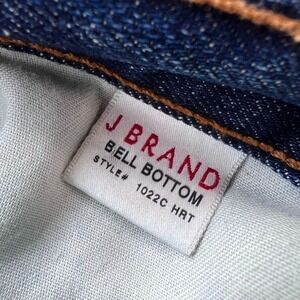 J BRAND
BELL BOTTOM
STYLE# 1022C HRT